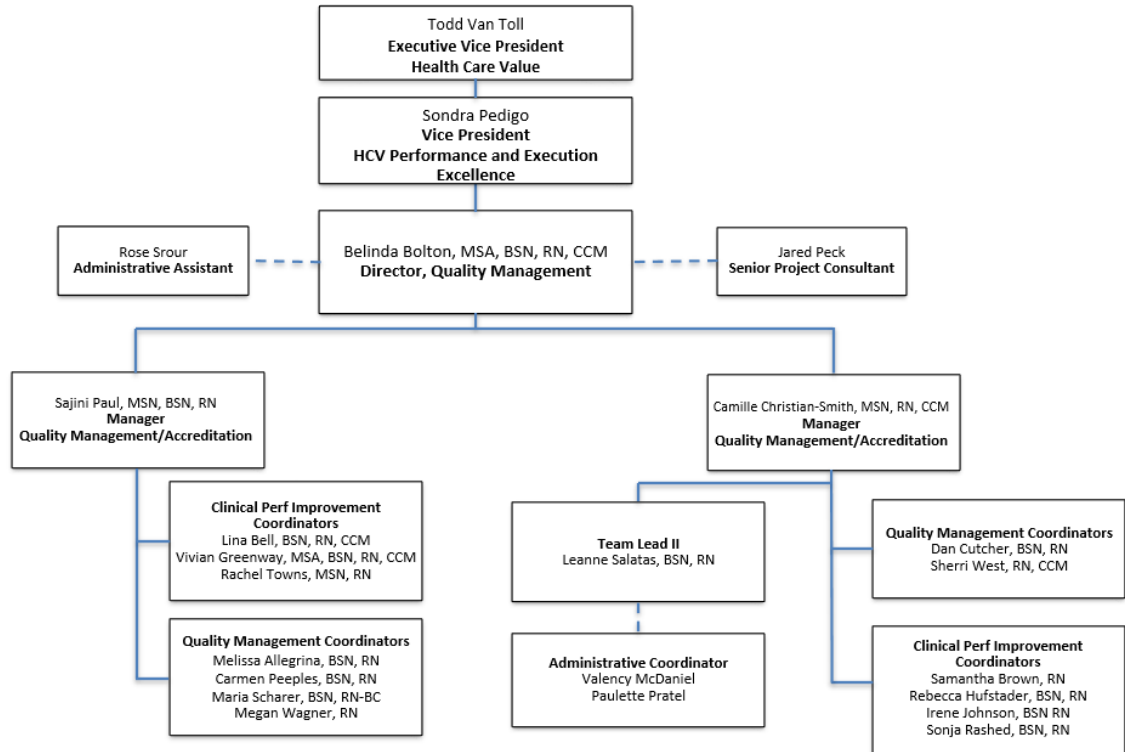 Todd Van Toll
Executive Vice President
Health Care Value
Sondra Pedigo
Vice President
HCV Performance and Execution
Excellence
Rose Srour
Administrative Assistant
Belinda Bolton, MSA, BSN, RN, CCM
Director, Quality Management
Jared Peck
Senior Project Consultant
Sajini Paul, MSN, BSN, RN
Manager
Quality Management/Accreditation
Camille Christian-Smith, MSN, RN, CCM
Manager
Quality Management/Accreditation
Clinical Perf Improvement
Coordinators
Lina Bell, BSN, RN, CCM
Vivian Greenway, MSA, BSN, RN, CCM
Rachel Towns, MSN, RN
Quality Management Coordinators
Melissa Allegrina, BSN, RN
Carmen Peeples, BSN, RN
Maria Scharer, BSN, RN-BC
Megan Wagner, RN
Team Lead II
Leanne Salatas, BSN, RN
Administrative Coordinator
Valency McDaniel
Paulette Pratel
Quality Management Coordinators
Dan Cutcher, BSN, RN
Sherri West, RN, CCM
Clinical Perf Improvement
Coordinators
Samantha Brown, RN
Rebecca Hufstader, BSN, RN
Irene Johnson, BSN RN
Sonja Rashed, BSN, RN